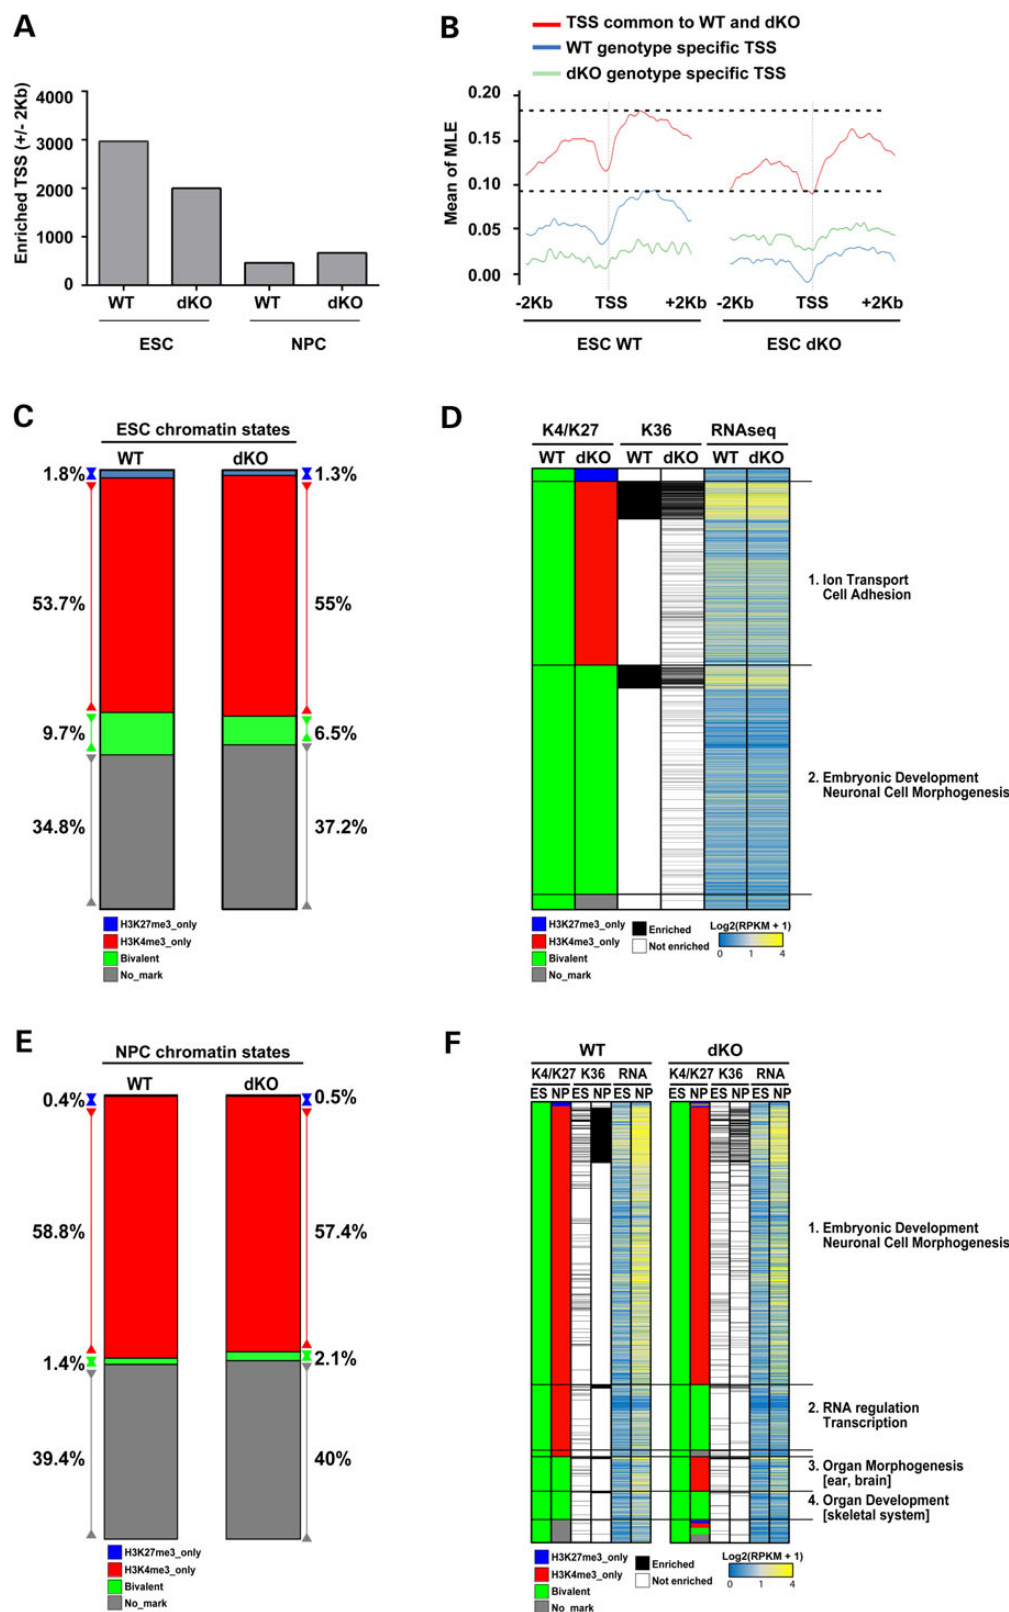 A
Enriched TSS (+/- 2Kb)
4000
3000
2000
1000
0
WT
dKO
WT
dKO
ESC
NPC
B
TSS common to WT and dKO
WT genotype specific TSS
dKO genotype specific TSS
Mean of MLE
0.20
0.15
0.10
0.05
0.00
-2Kb
TSS
+2Kb
-2Kb
TSS
+2Kb
ESC WT
ESC dKO
C
ESC chromatin states
WT
dKO
1.8%
1.3%
53.7%
55%
9.7%
6.5%
34.8%
37.2%
H3K27me3_only
H3K4me3_only
Bivalent
No_mark
D
K4/K27
K36
RNAseq
WT dKO WT dKO WT dKO
1. Ion Transport
Cell Adhesion
2. Embryonic Development
Neuronal Cell Morphogenesis
H3K27me3_only
H3K4me3_only
Bivalent
No_mark
Enriched
Not enriched
Log2(RPKM + 1)
0
4
E
NPC chromatin states
WT
dKO
0.4%
0.5%
58.8%
57.4%
1.4%
2.1%
39.4%
40%
H3K27me3_only
H3K4me3_only
Bivalent
No_mark
F
WT
dKO
K4/K27 K36 RNA
K4/K27 K36 RNA
ES NP ES NP ES NP
ES NP ES NP ES NP
1. Embryonic Development
Neuronal Cell Morphogenesis
2. RNA regulation
Transcription
3. Organ Morphogenesis
[ear, brain]
4. Organ Development
[skeletal system]
H3K27me3_only
H3K4me3_only
Bivalent
No_mark
Enriched
Not enriched
Log2(RPKM + 1)
0
1
4